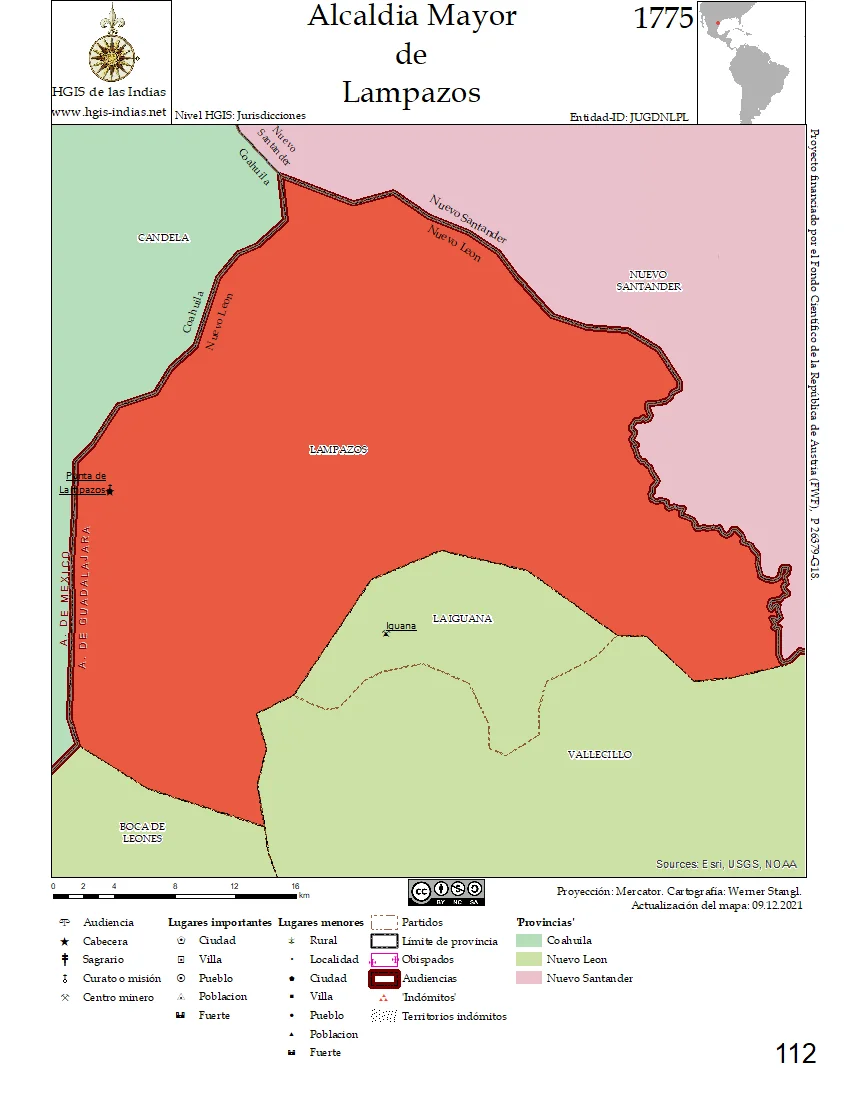 Alcaldia Mayor
de
Lampazos
1775
HGIS de las Indias
www.hgis-indias.net
Nivel HGIS: Jurisdicciones
Entidad-ID: JUGDNLPL
Proyecto financiado por el Fondo Científico de la República de Austria (FWF), P 26379-G18.
Nuevo
Santander
Coahuila
CANDELA
Nuevo Santander
Nuevo Leon
NUEVO
SANTANDER
Coahuila
Nuevo Leon
LAMPAZOS
Punta de
Lampazos
A. DE MEXICO
A. DE GUADALAJARA
Iguana
LA IGUANA
VALLECILLO
BOCA DE
LEONES
Sources: Esri, USGS, NOAA
0 2 4 8 12 16
km
cc
BY NC SA
Proyección: Mercator. Cartografía: Werner Stangl.
Actualización del mapa: 09.12.2021
Audiencia
Cabecera
Sagrario
Curato o misión
Centro minero
Lugares importantes
Ciudad
Villa
Pueblo
Poblacion
Fuerte
Lugares menores
Rural
Localidad
Ciudad
Villa
Pueblo
Poblacion
Fuerte
Partidos
Límite de provincia
Obispados
Audiencias
'Indómitos'
Territorios indómitos
'Provincias'
Coahuila
Nuevo Leon
Nuevo Santander
112